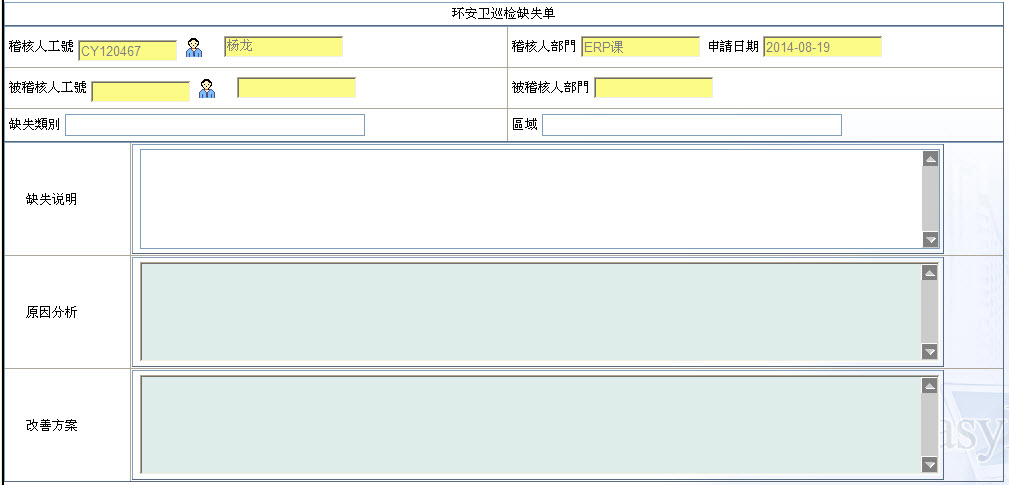 环安卫巡检缺失单
稽核人工號 CY120467 杨龙 稽核人部門 ERP课 申請日期 2014-08-19
被稽核人工號 被稽核人部門
缺失類別 區域
缺失说明
原因分析
改善方案
asy